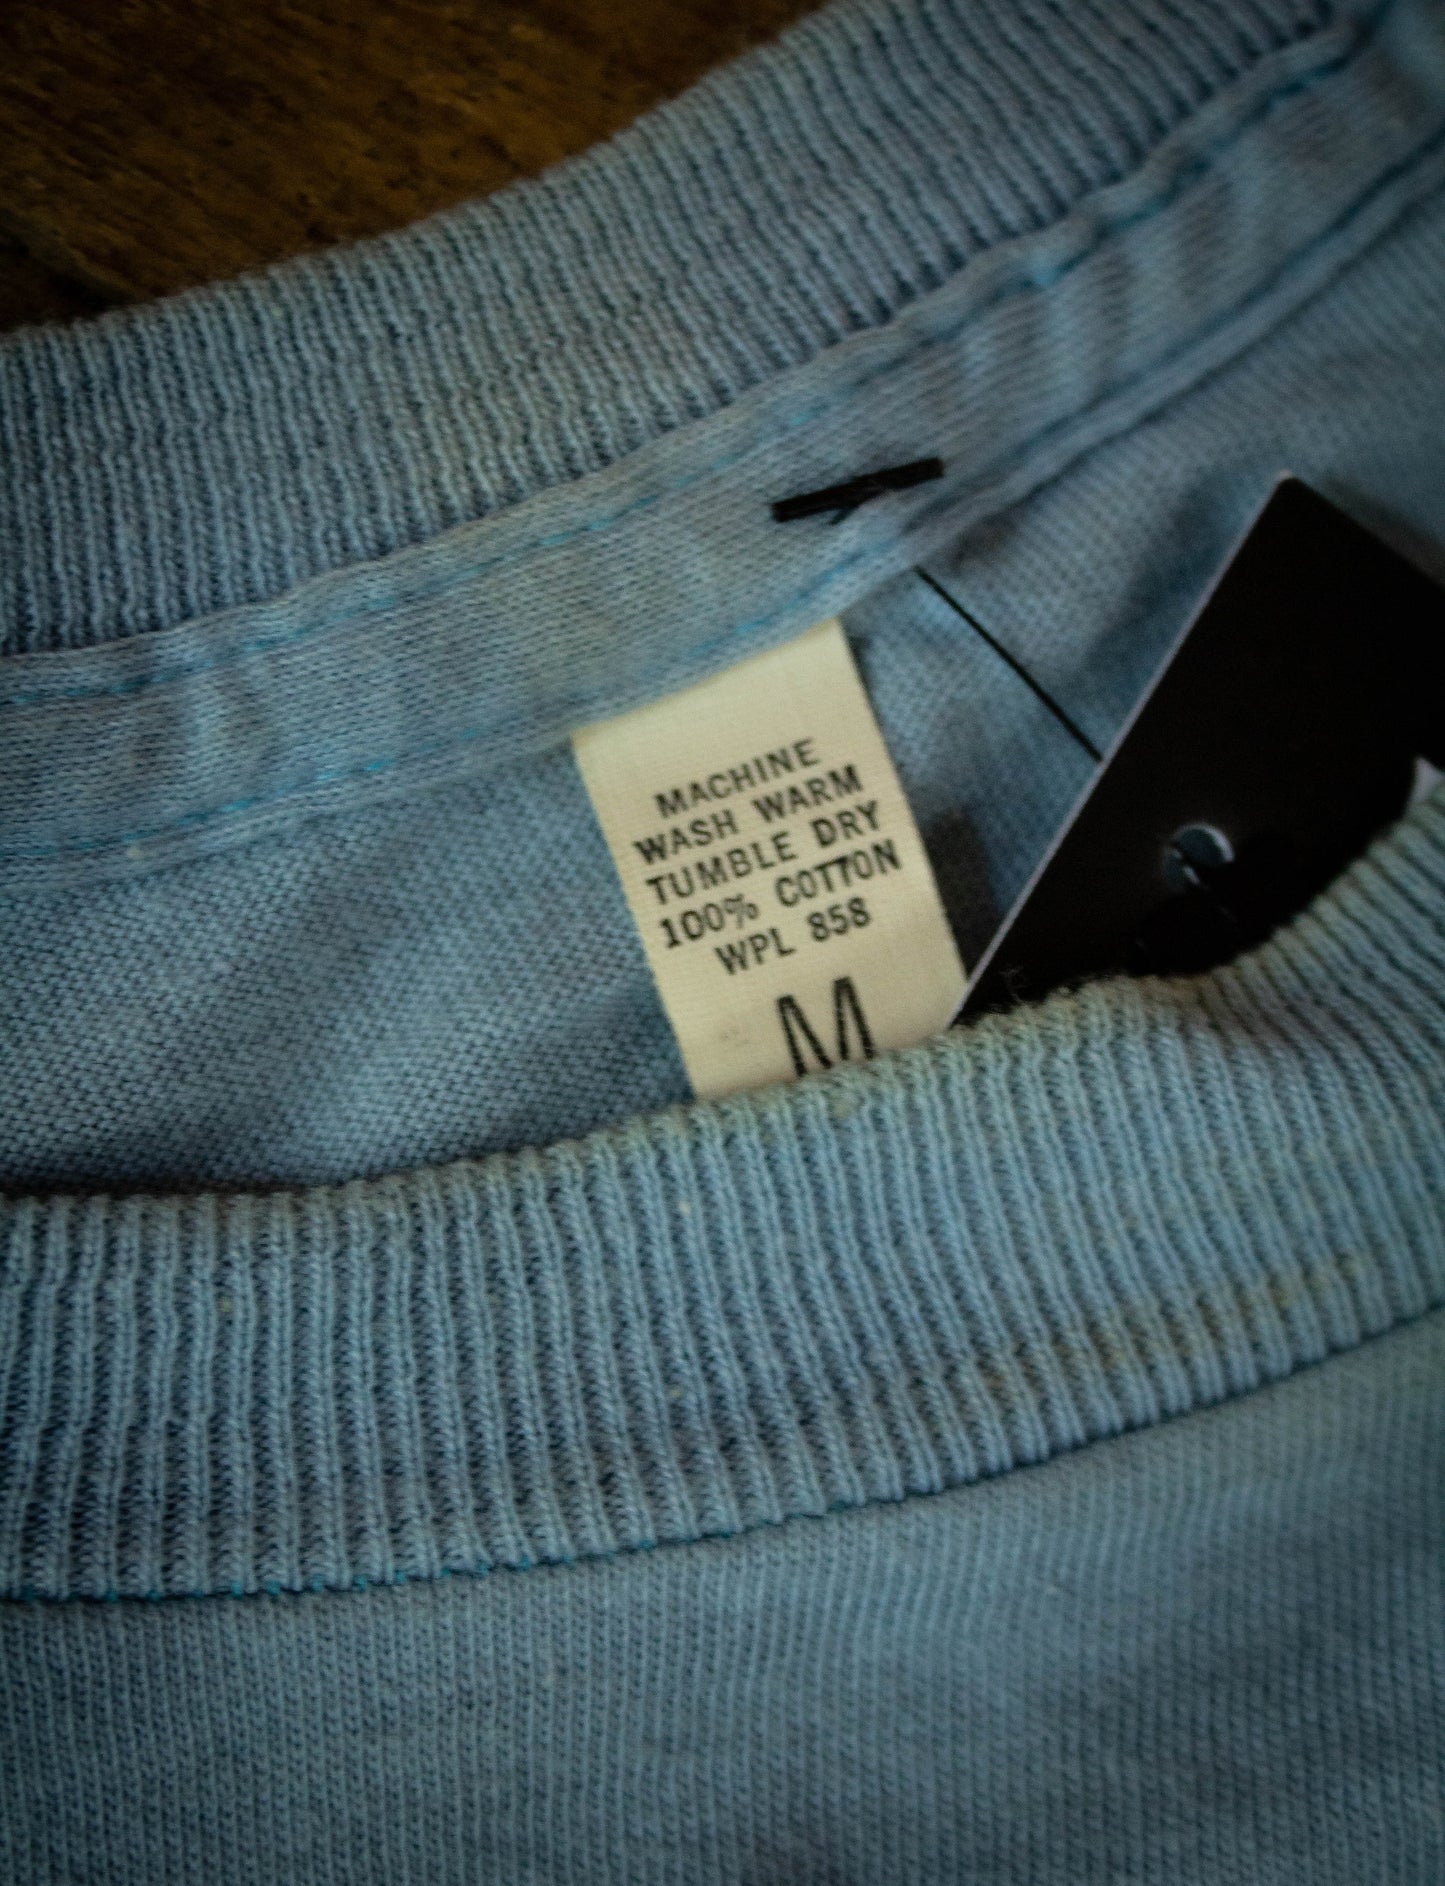 MACHINE
WASH WARM
TUMBLE DRY
100% COTTON
WPL 858
M